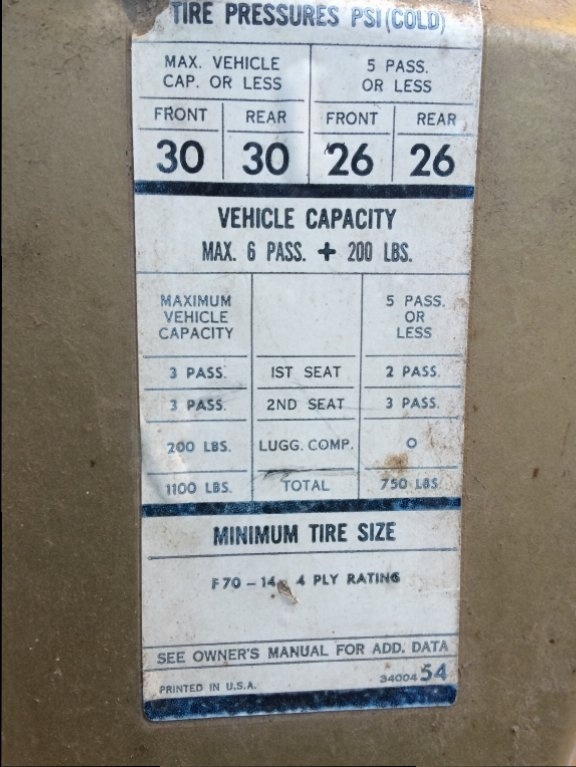 TIRE PRESSURES PSI (COLD)
MAX. VEHICLE CAP. OR LESS
5 PASS. OR LESS
FRONT REAR FRONT REAR
30 30 26 26
VEHICLE CAPACITY
MAX. 6 PASS. + 200 LBS.
MAXIMUM VEHICLE CAPACITY
5 PASS. OR LESS
3 PASS. 1ST SEAT 2 PASS.
3 PASS. 2ND SEAT 3 PASS.
200 LBS. LUGG. COMP. 0
1100 LBS. TOTAL 750 LBS
MINIMUM TIRE SIZE
F70-14 4 PLY RATING
SEE OWNER'S MANUAL FOR ADD. DATA
PRINTED IN U.S.A. 3400454